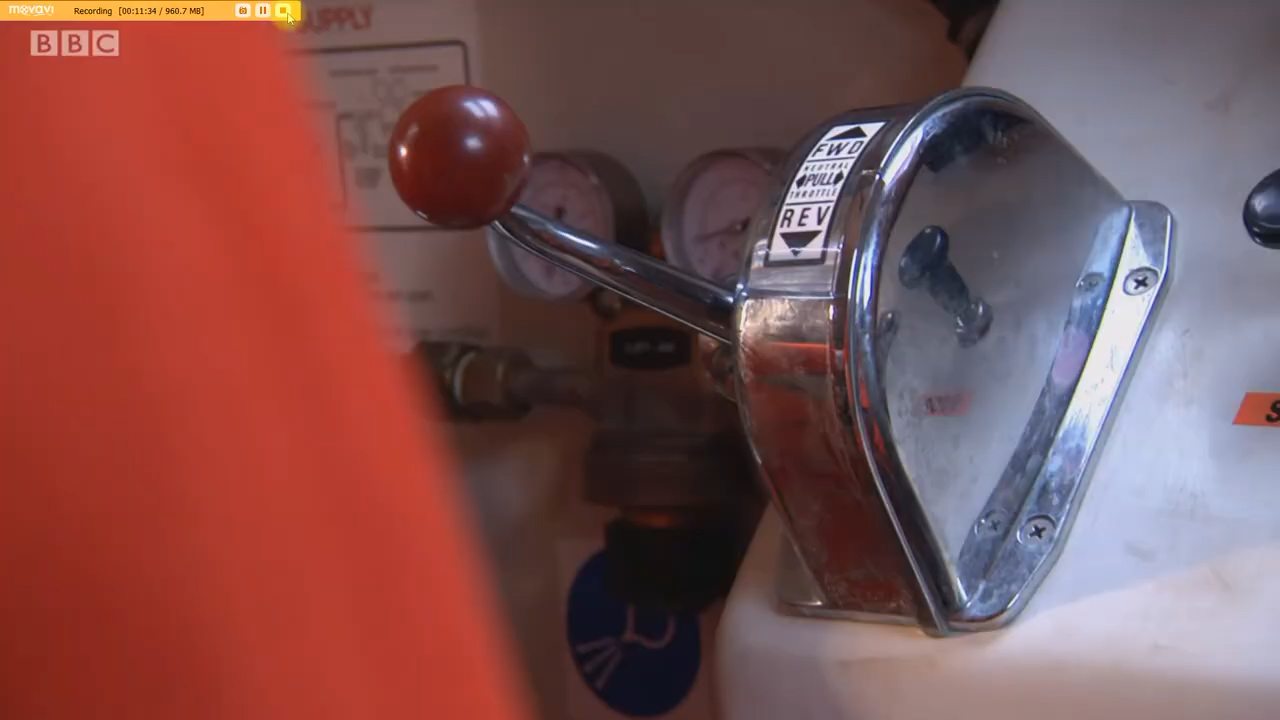 movavi Recording [00:11:34 / 960.7 MB]
SUPPLY
BBC
FWD
NEUTRAL
PULL
THROTTLE
REV